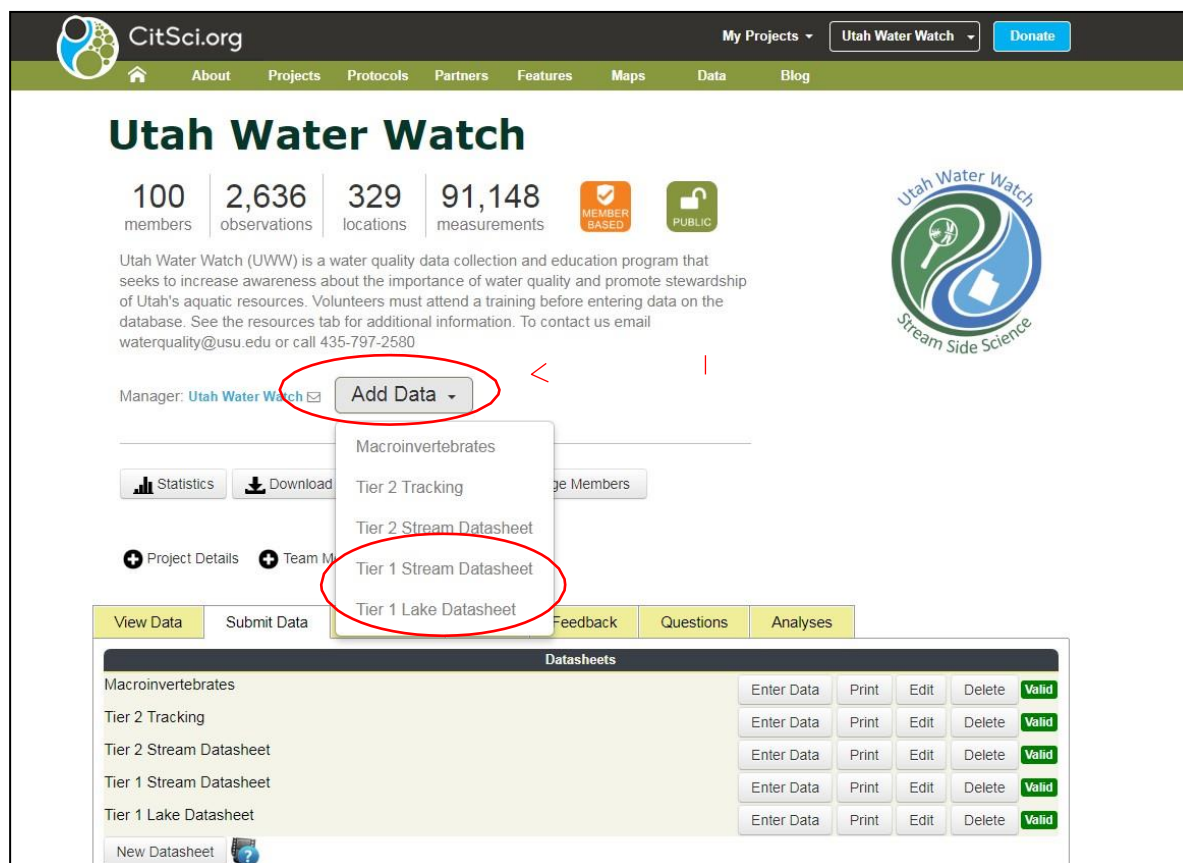 CitSci.org
My Projects
Utah Water Watch
Donate
About Projects Protocols Partners Features Maps Data Blog
Utah Water Watch
100 members
2,636 observations
329 locations
91,148 measurements
MEMBER BASED
PUBLIC
Utah Water Watch
Stream Side Science
Utah Water Watch (UWW) is a water quality data collection and education program that
seeks to increase awareness about the importance of water quality and promote stewardship
of Utah's aquatic resources. Volunteers must attend a training before entering data on the
database. See the resources tab for additional information. To contact us email
waterquality@usu.edu or call 435-797-2580
Manager: Utah Water Watch
Add Data
Macroinvertebrates
Tier 2 Tracking
Tier 2 Stream Datasheet
Tier 1 Stream Datasheet
Tier 1 Lake Datasheet
Statistics Download Members
Project Details Team
View Data Submit Data Feedback Questions Analyses
Datasheets
Macroinvertebrates Enter Data Print Edit Delete Valid
Tier 2 Tracking Enter Data Print Edit Delete Valid
Tier 2 Stream Datasheet Enter Data Print Edit Delete Valid
Tier 1 Stream Datasheet Enter Data Print Edit Delete Valid
Tier 1 Lake Datasheet Enter Data Print Edit Delete Valid
New Datasheet